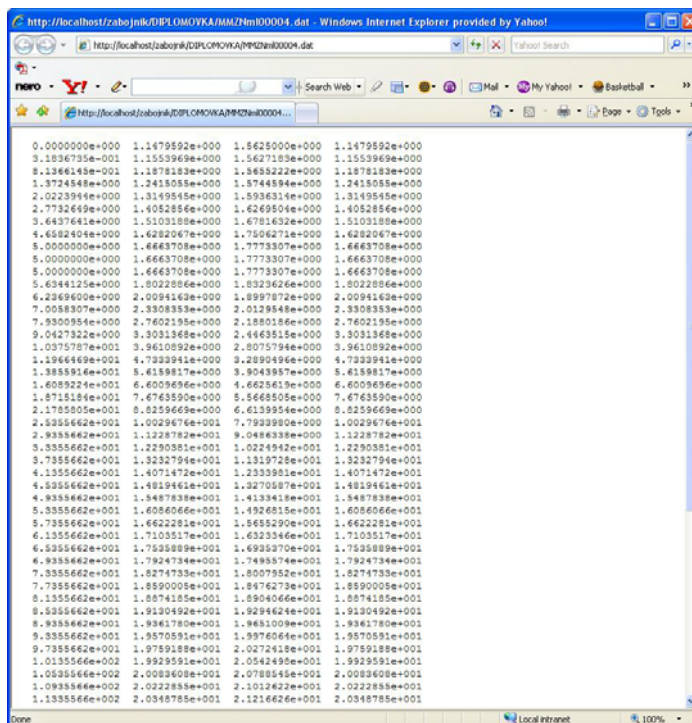 http://localhost/zabojnik/DIPLOMOVKA/MMZNml00004.dat - Windows Internet Explorer provided by Yahoo!
http://localhost/zabojnik/DIPLOMOVKA/MMZNml00004.dat Yahoo! Search
nero Y! Search Web Mail My Yahoo! Basketball
http://localhost/zabojnik/DIPLOMOVKA/MMZNml00004... Page Tools
0.0000000e+000 1.1479592e+000 1.5625000e+000 1.1479592e+000
3.1836735e-001 1.1553969e+000 1.5627183e+000 1.1553969e+000
8.1366145e-001 1.1878183e+000 1.5655222e+000 1.1878183e+000
1.3724548e+000 1.2415055e+000 1.5744594e+000 1.2415055e+000
2.0223944e+000 1.3149545e+000 1.5936314e+000 1.3149545e+000
2.7732649e+000 1.4052856e+000 1.6269504e+000 1.4052856e+000
3.6437641e+000 1.5103188e+000 1.6781632e+000 1.5103188e+000
4.6582404e+000 1.6282067e+000 1.7506271e+000 1.6282067e+000
5.0000000e+000 1.6663708e+000 1.7773307e+000 1.6663708e+000
5.0000000e+000 1.6663708e+000 1.7773307e+000 1.6663708e+000
5.0000000e+000 1.6663708e+000 1.7773307e+000 1.6663708e+000
5.6344125e+000 1.8022886e+000 1.8323626e+000 1.8022886e+000
6.2369600e+000 2.0094163e+000 1.8997872e+000 2.0094163e+000
7.0058307e+000 2.3308353e+000 2.0129548e+000 2.3308353e+000
7.9300954e+000 2.7602195e+000 2.1880186e+000 2.7602195e+000
9.0427322e+000 3.3031368e+000 2.4463515e+000 3.3031368e+000
1.0375787e+001 3.9610892e+000 2.8075794e+000 3.9610892e+000
1.1966469e+001 4.7333941e+000 3.2890496e+000 4.7333941e+000
1.3855916e+001 5.6159817e+000 3.9043957e+000 5.6159817e+000
1.6089224e+001 6.6009696e+000 4.6625619e+000 6.6009696e+000
1.8715184e+001 7.6763590e+000 5.5668505e+000 7.6763590e+000
2.1785805e+001 8.8259669e+000 6.6139954e+000 8.8259669e+000
2.5355662e+001 1.0029676e+001 7.7933980e+000 1.0029676e+001
2.9355662e+001 1.1228782e+001 9.0486338e+000 1.1228782e+001
3.3355662e+001 1.2290381e+001 1.0224942e+001 1.2290381e+001
3.7355662e+001 1.3232794e+001 1.1319728e+001 1.3232794e+001
4.1355662e+001 1.4071472e+001 1.2333981e+001 1.4071472e+001
4.5355662e+001 1.4819461e+001 1.3270587e+001 1.4819461e+001
4.9355662e+001 1.5487838e+001 1.4133418e+001 1.5487838e+001
5.3355662e+001 1.6086066e+001 1.4926815e+001 1.6086066e+001
5.7355662e+001 1.6622281e+001 1.5655290e+001 1.6622281e+001
6.1355662e+001 1.7103517e+001 1.6323346e+001 1.7103517e+001
6.5355662e+001 1.7535889e+001 1.6935370e+001 1.7535889e+001
6.9355662e+001 1.7924734e+001 1.7495574e+001 1.7924734e+001
7.3355662e+001 1.8274733e+001 1.8007952e+001 1.8274733e+001
7.7355662e+001 1.8590005e+001 1.8476273e+001 1.8590005e+001
8.1355662e+001 1.8874185e+001 1.8904066e+001 1.8874185e+001
8.5355662e+001 1.9130492e+001 1.9294624e+001 1.9130492e+001
8.9355662e+001 1.9361780e+001 1.9651009e+001 1.9361780e+001
9.3355662e+001 1.9570591e+001 1.9976064e+001 1.9570591e+001
9.7355662e+001 1.9759188e+001 2.0272418e+001 1.9759188e+001
1.0135566e+002 1.9929591e+001 2.0542498e+001 1.9929591e+001
1.0535566e+002 2.0083608e+001 2.0788545e+001 2.0083608e+001
1.0935566e+002 2.0222855e+001 2.1012622e+001 2.0222855e+001
1.1335566e+002 2.0348785e+001 2.1216626e+001 2.0348785e+001
Done Local intranet 100%